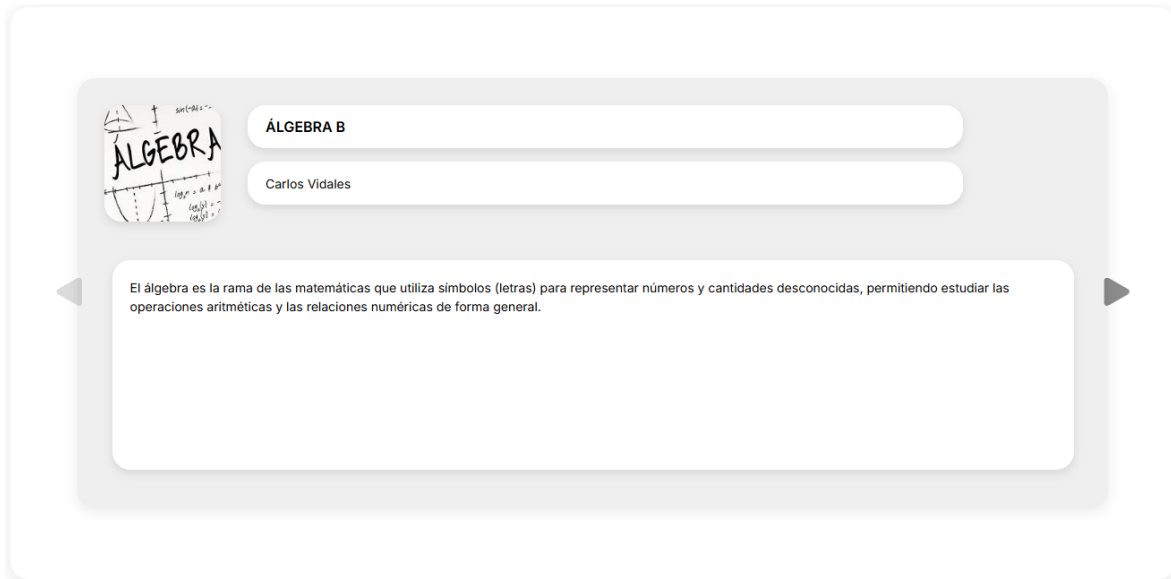 sin(-α) = -
ÁLGEBRA
ÁLGEBRA B
Carlos Vidales
El álgebra es la rama de las matemáticas que utiliza símbolos (letras) para representar números y cantidades desconocidas, permitiendo estudiar las
operaciones aritméticas y las relaciones numéricas de forma general.